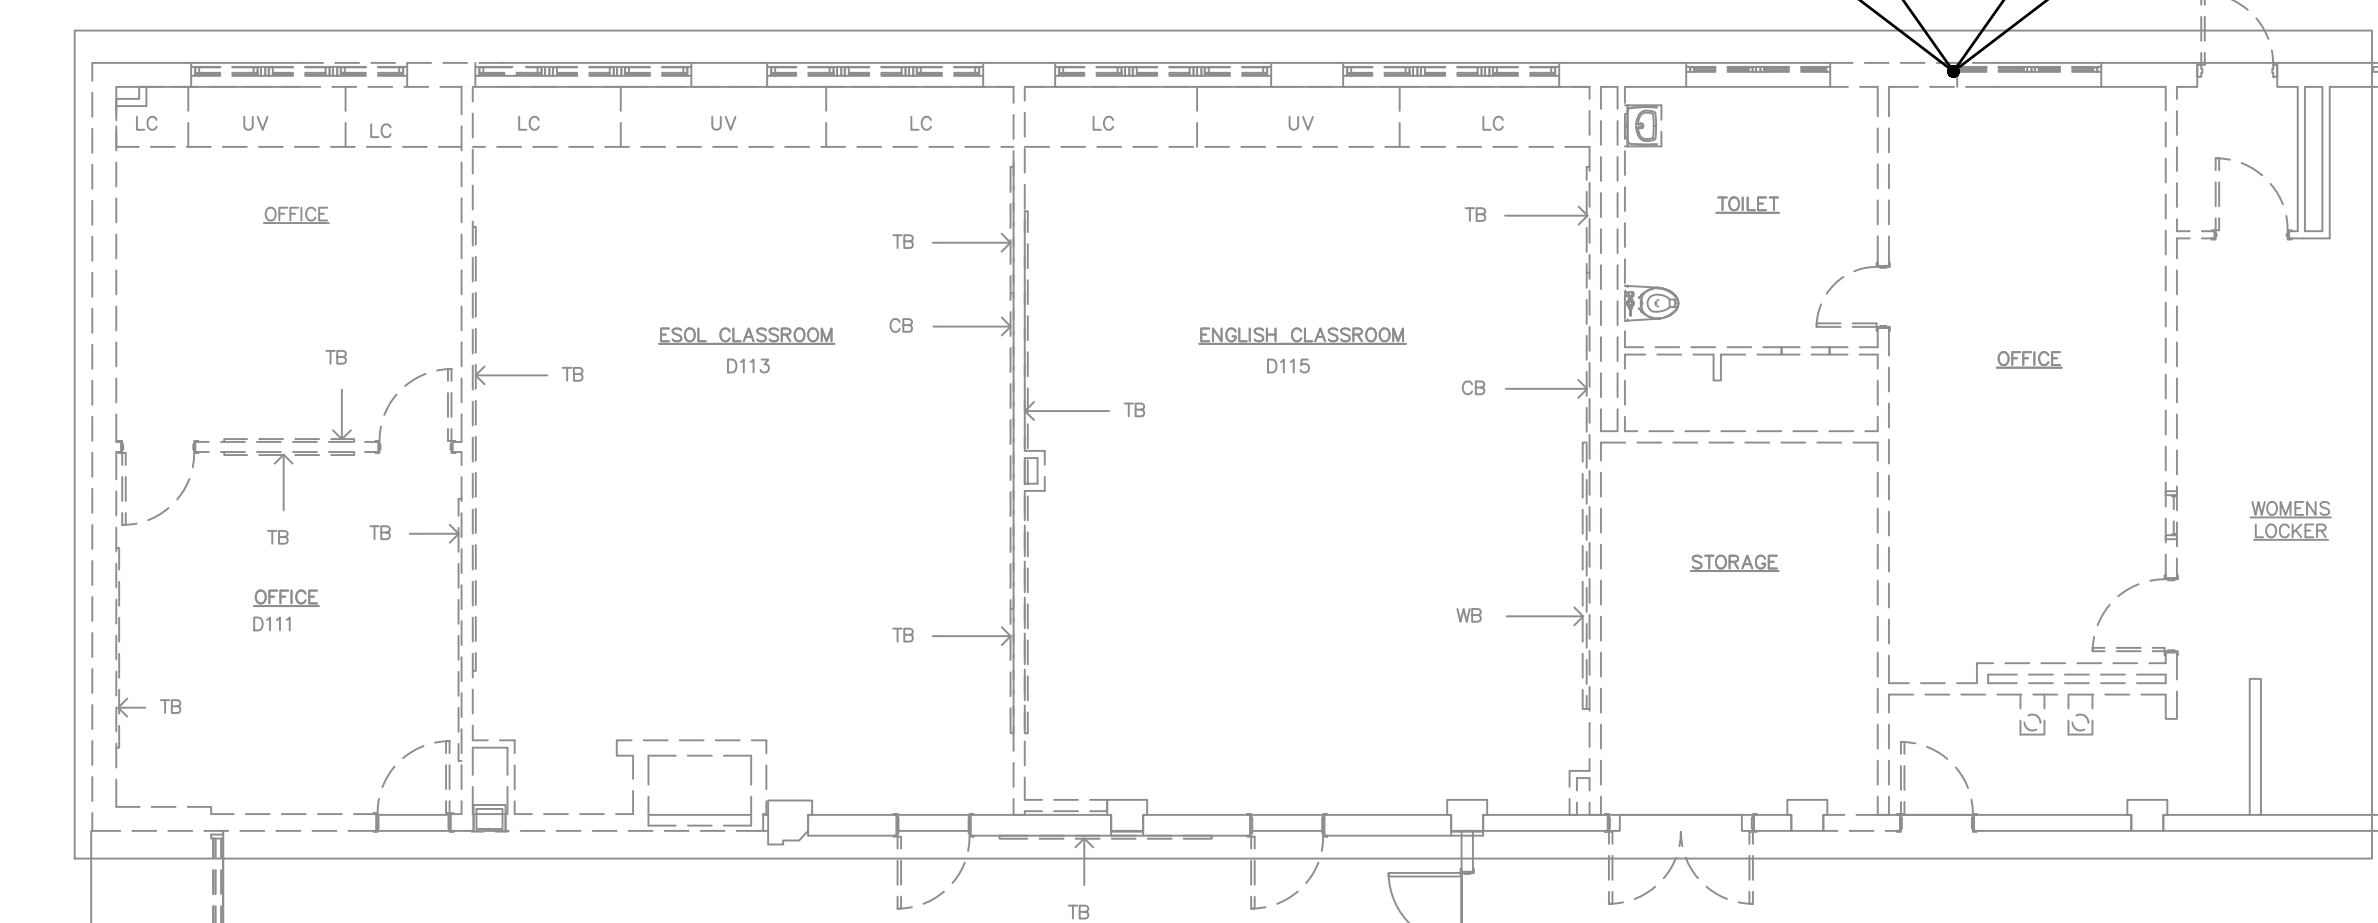 LC
UV
LC
LC
UV
LC
LC
UV
LC
OFFICE
TB
TB
TOILET
TB
CB
ESOL CLASSROOM
D113
ENGLISH CLASSROOM
D115
OFFICE
TB
TB
CB
TB
TB
TB
WOMENS
LOCKER
STORAGE
OFFICE
D111
TB
WB
TB
TB